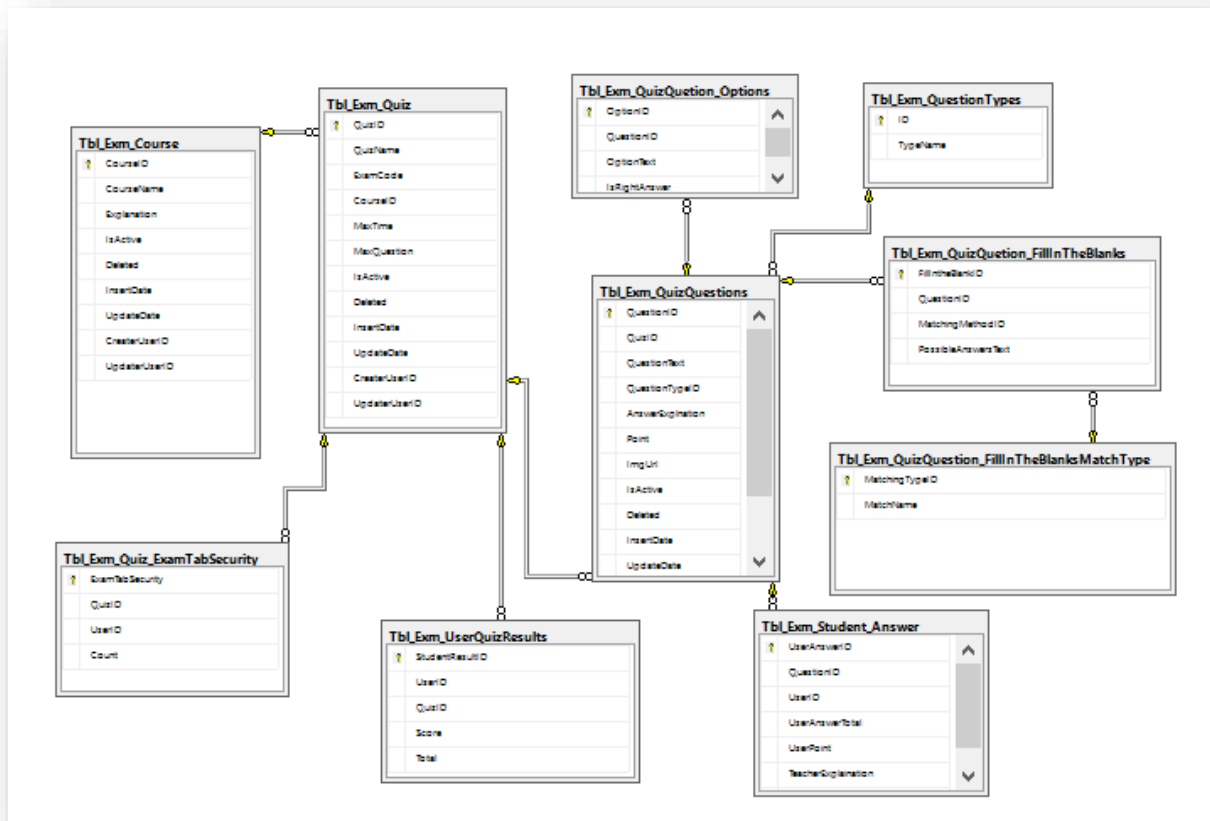 Tbl_Exm_Course
CourseID
CourseName
Explanation
IsActive
Deleted
InsertDate
UpdateDate
CreaterUserID
UpdaterUserID
Tbl_Exm_Quiz
QuizID
QuizName
ExamCode
CourseID
MaxTime
MaxQuestion
IsActive
Deleted
InsertDate
UpdateDate
CreaterUserID
UpdaterUserID
Tbl_Exm_QuizQuetion_Options
OptionID
QuestionID
OptionText
IsRightAnswer
Tbl_Exm_QuestionTypes
ID
TypeName
Tbl_Exm_QuizQuetion_FillInTheBlanks
FillintheBankID
QuestionID
MatchingMethodID
PossibleAnswersText
Tbl_Exm_QuizQuestions
QuestionID
QuizID
QuestionText
QuestionTypeID
AnswerExplnation
Point
ImgUrl
IsActive
Deleted
InsertDate
UpdateDate
Tbl_Exm_QuizQuestion_FillInTheBlanksMatchType
MatchingTypeID
MatchName
Tbl_Exm_Quiz_ExamTabSecurity
ExamTabSecurity
QuizID
UserID
Count
Tbl_Exm_UserQuizResults
StudentResultID
UserID
QuizID
Score
Total
Tbl_Exm_Student_Answer
UserAnswerID
QuestionID
UserID
UserAnswerTotal
UserPoint
TeacherExplaination